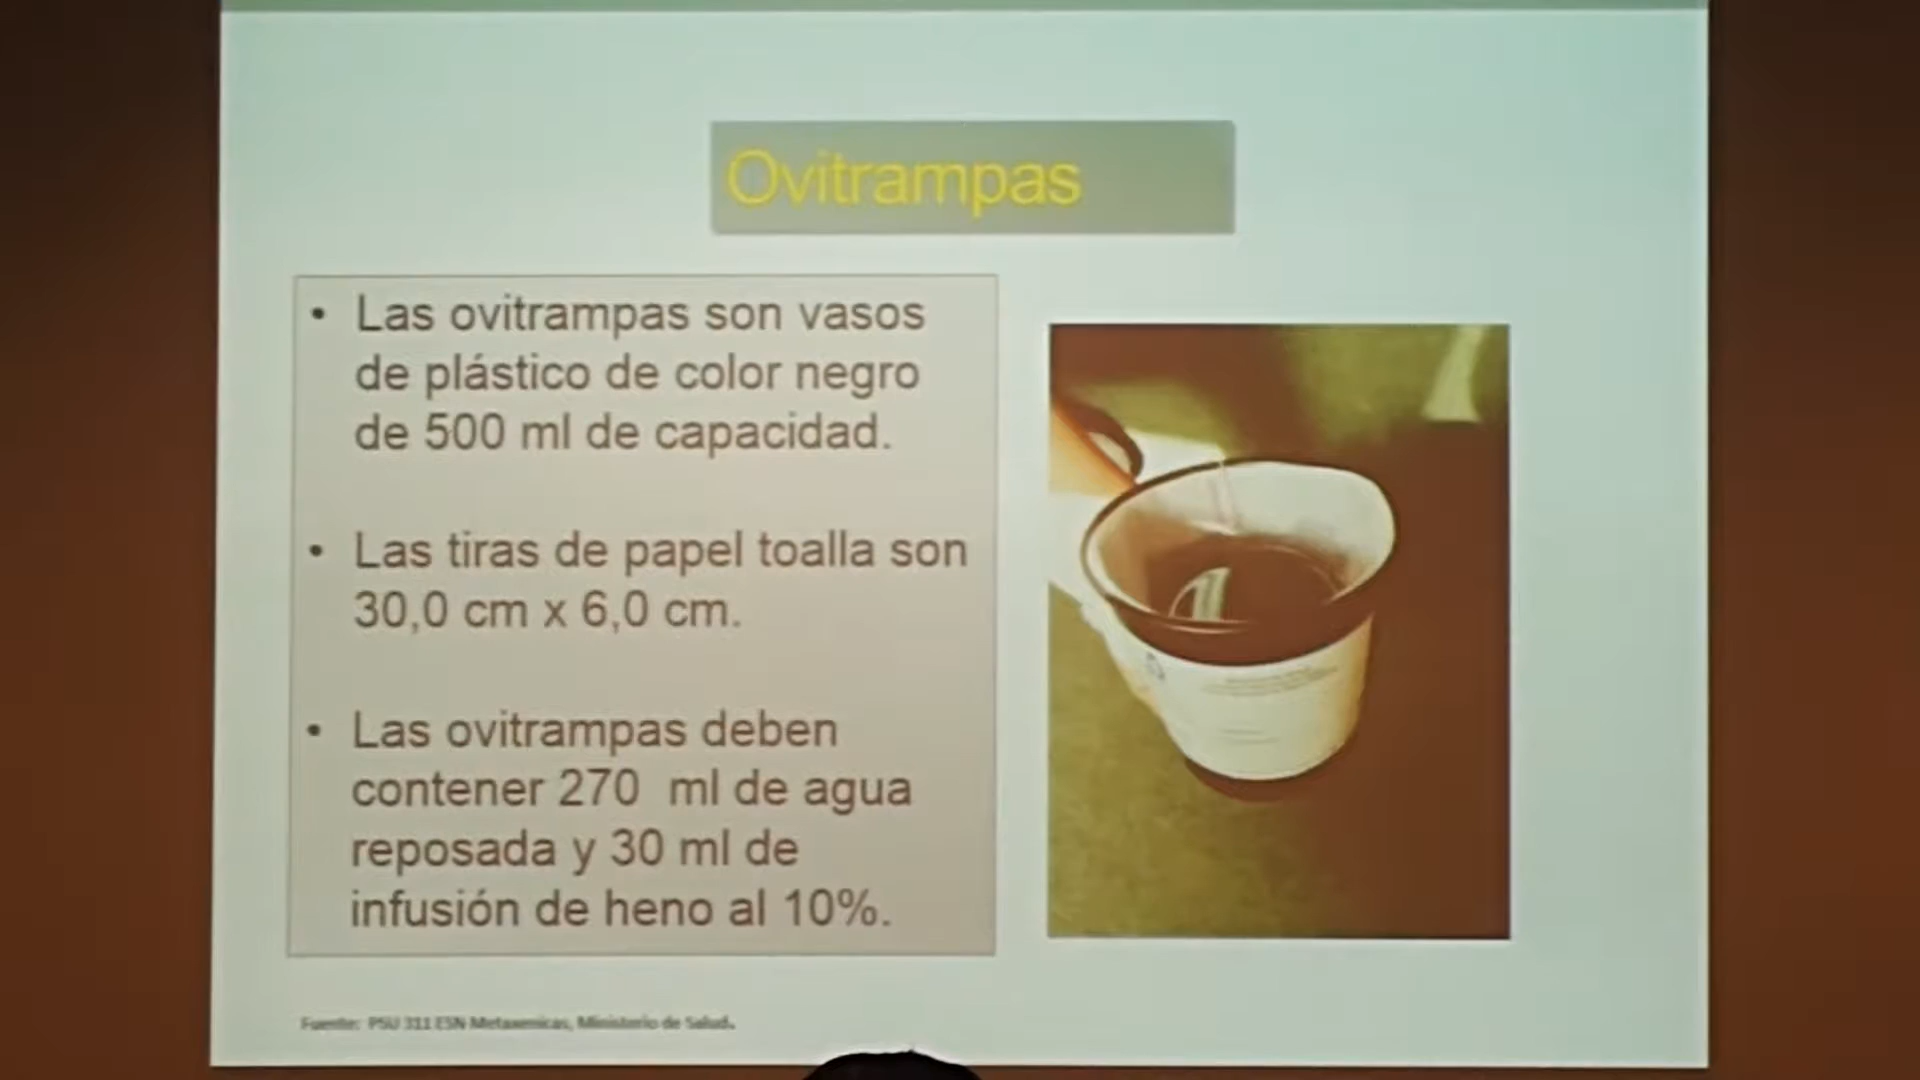 Ovitrampas
• Las ovitrampas son vasos
de plástico de color negro
de 500 ml de capacidad.
• Las tiras de papel toalla son
30,0 cm x 6,0 cm.
• Las ovitrampas deben
contener 270 ml de agua
reposada y 30 ml de
infusión de heno al 10%.
Fuente: PSU 311 ESN Metaxenicas, Ministerio de Salud.